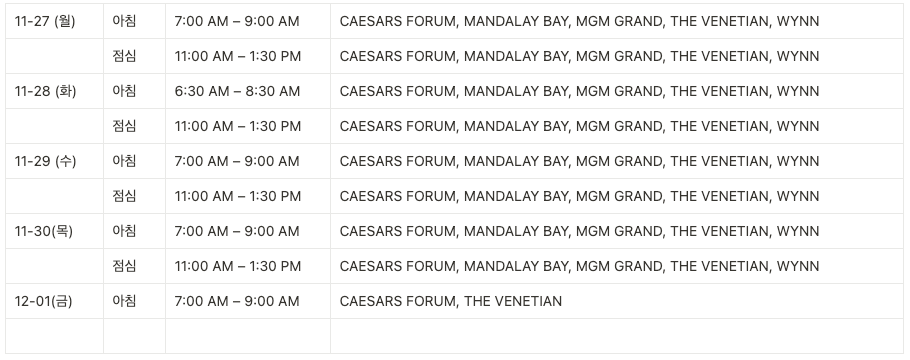 11-27 (월) 아침 7:00 AM – 9:00 AM CAESARS FORUM, MANDALAY BAY, MGM GRAND, THE VENETIAN, WYNN
점심 11:00 AM – 1:30 PM CAESARS FORUM, MANDALAY BAY, MGM GRAND, THE VENETIAN, WYNN
11-28 (화) 아침 6:30 AM – 8:30 AM CAESARS FORUM, MANDALAY BAY, MGM GRAND, THE VENETIAN, WYNN
점심 11:00 AM – 1:30 PM CAESARS FORUM, MANDALAY BAY, MGM GRAND, THE VENETIAN, WYNN
11-29 (수) 아침 7:00 AM – 9:00 AM CAESARS FORUM, MANDALAY BAY, MGM GRAND, THE VENETIAN, WYNN
점심 11:00 AM – 1:30 PM CAESARS FORUM, MANDALAY BAY, MGM GRAND, THE VENETIAN, WYNN
11-30(목) 아침 7:00 AM – 9:00 AM CAESARS FORUM, MANDALAY BAY, MGM GRAND, THE VENETIAN, WYNN
점심 11:00 AM – 1:30 PM CAESARS FORUM, MANDALAY BAY, MGM GRAND, THE VENETIAN, WYNN
12-01(금) 아침 7:00 AM – 9:00 AM CAESARS FORUM, THE VENETIAN